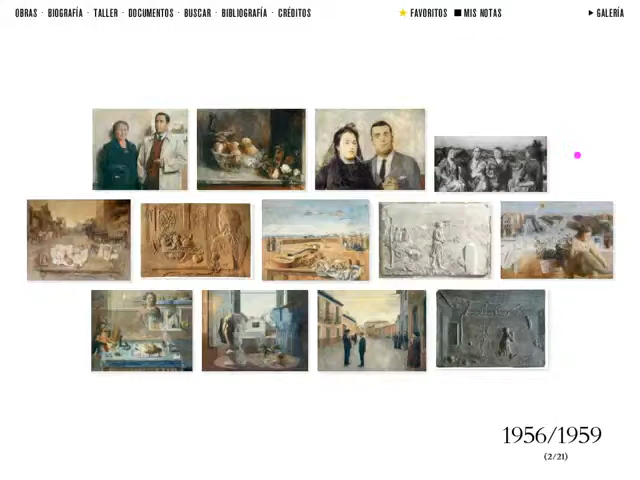 OBRAS · BIOGRAFÍA · TALLER · DOCUMENTOS · BUSCAR · BIBLIOGRAFÍA · CRÉDITOS FAVORITOS MIS NOTAS GALERÍA
1956/1959
(2/21)